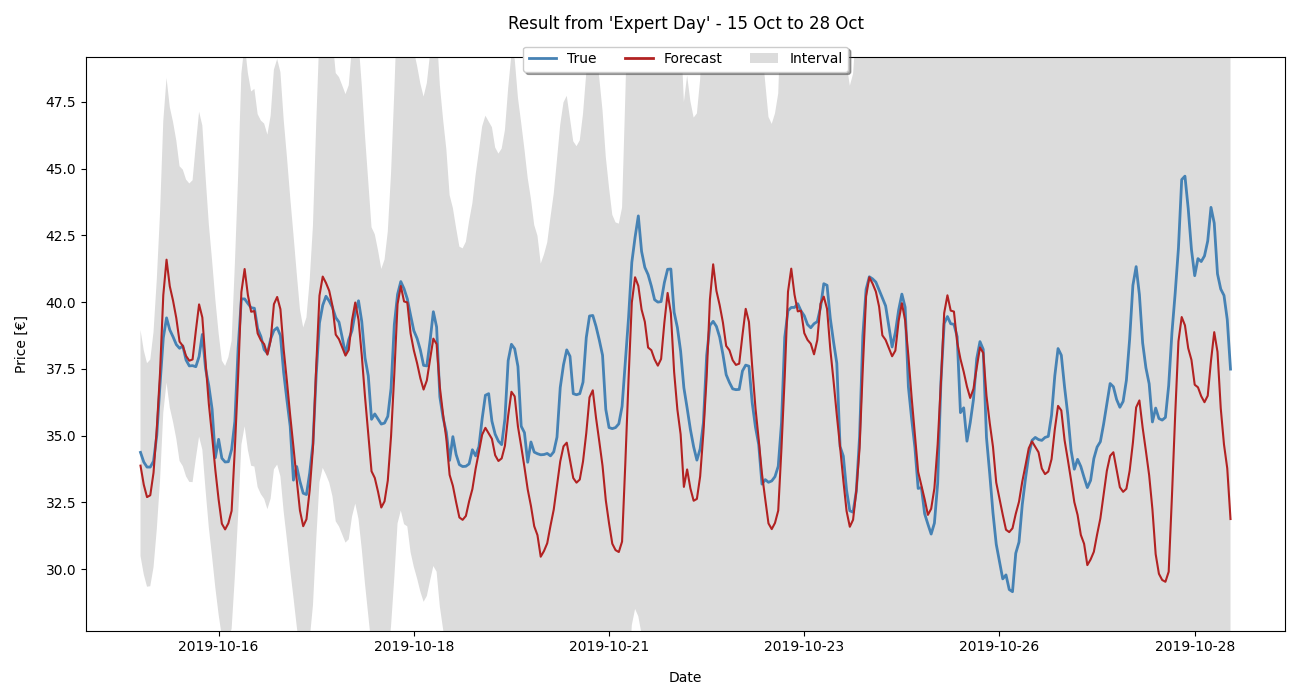 Result from 'Expert Day' - 15 Oct to 28 Oct
True Forecast Interval
47.5
45.0
42.5
40.0
37.5
35.0
32.5
30.0
Price [€]
2019-10-16 2019-10-18 2019-10-21 2019-10-23 2019-10-26 2019-10-28
Date